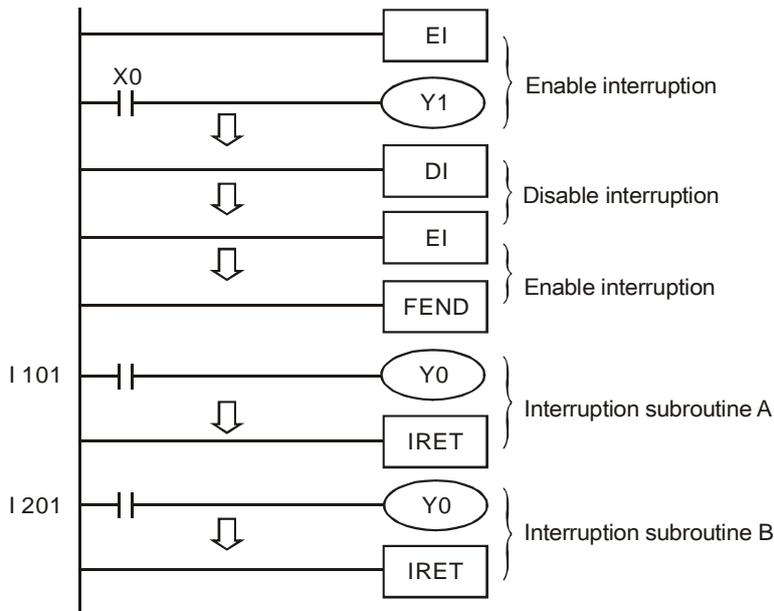 EI
Enable interruption
X0
Y1
DI
Disable interruption
EI
Enable interruption
FEND
I 101
Y0
Interruption subroutine A
IRET
I 201
Y0
Interruption subroutine B
IRET